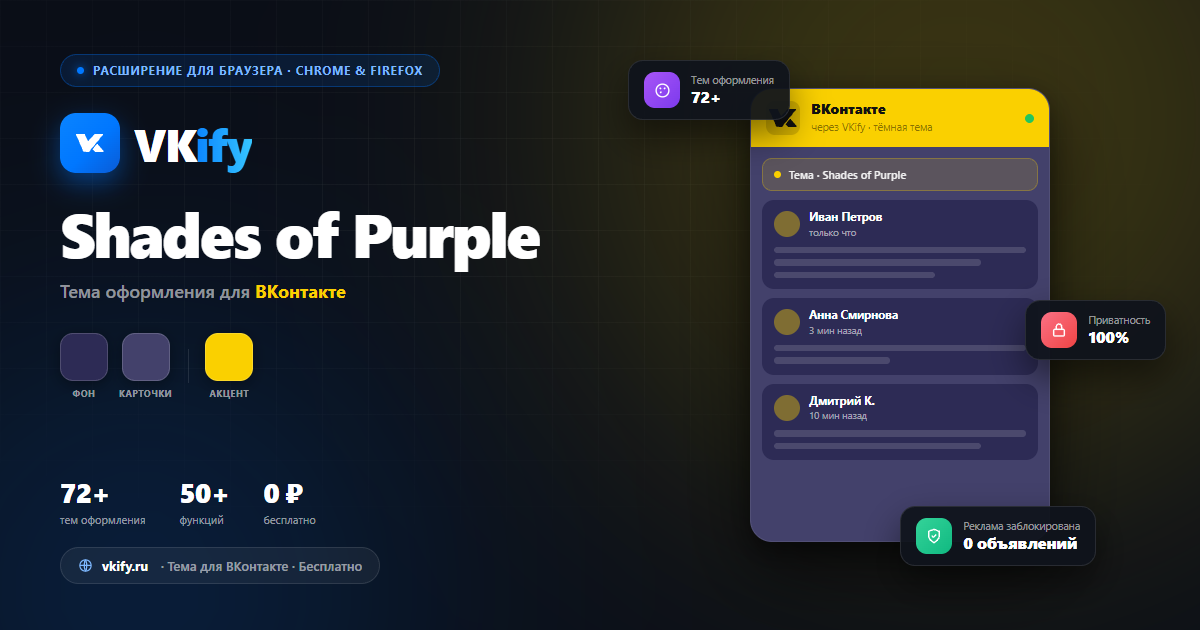 РАСШИРЕНИЕ ДЛЯ БРАУЗЕРА · CHROME & FIREFOX
VKify
Shades of Purple
Тема оформления для ВКонтакте
ФОН
КАРТОЧКИ
АКЦЕНТ
72+
тем оформления
50+
функций
0 ₽
бесплатно
vkify.ru · Тема для ВКонтакте · Бесплатно
Тем оформления
72+
ВКонтакте
через VKify · тёмная тема
Тема · Shades of Purple
Иван Петров
только что
Анна Смирнова
3 мин назад
Приватность
100%
Дмитрий К.
10 мин назад
Реклама заблокирована
0 объявлений